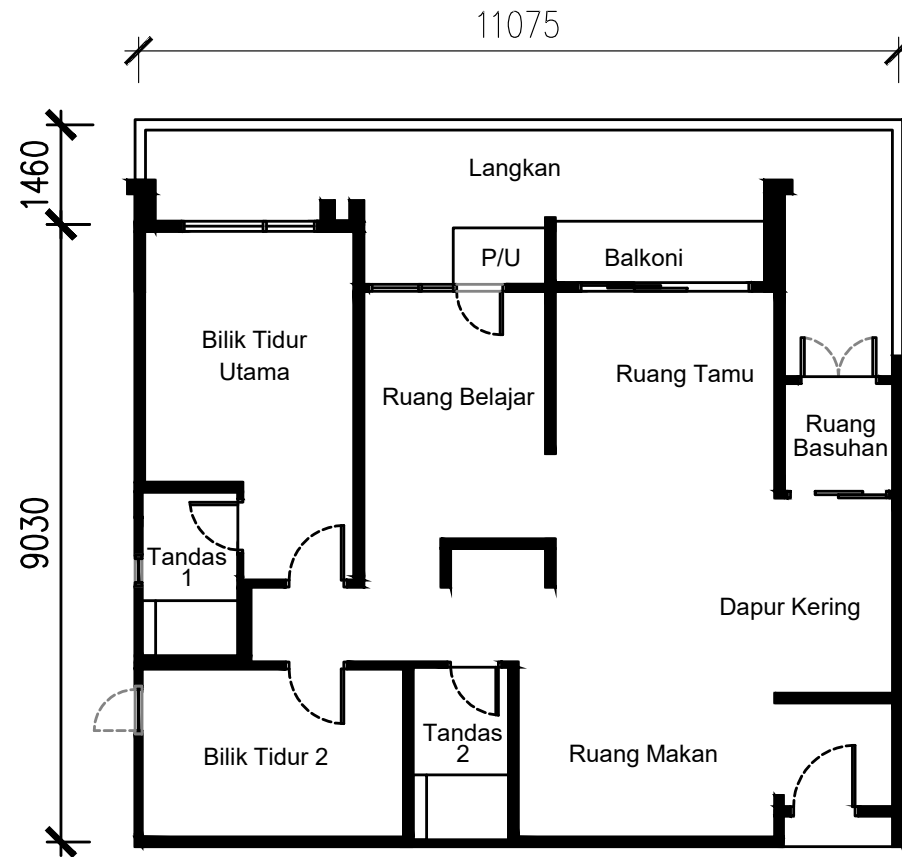 11075
1460
Langkan
P/U
Balkoni
Bilik Tidur
Utama
Ruang Belajar
Ruang Tamu
Ruang
Basuhan
9030
Tandas
1
Dapur Kering
Bilik Tidur 2
Tandas
2
Ruang Makan